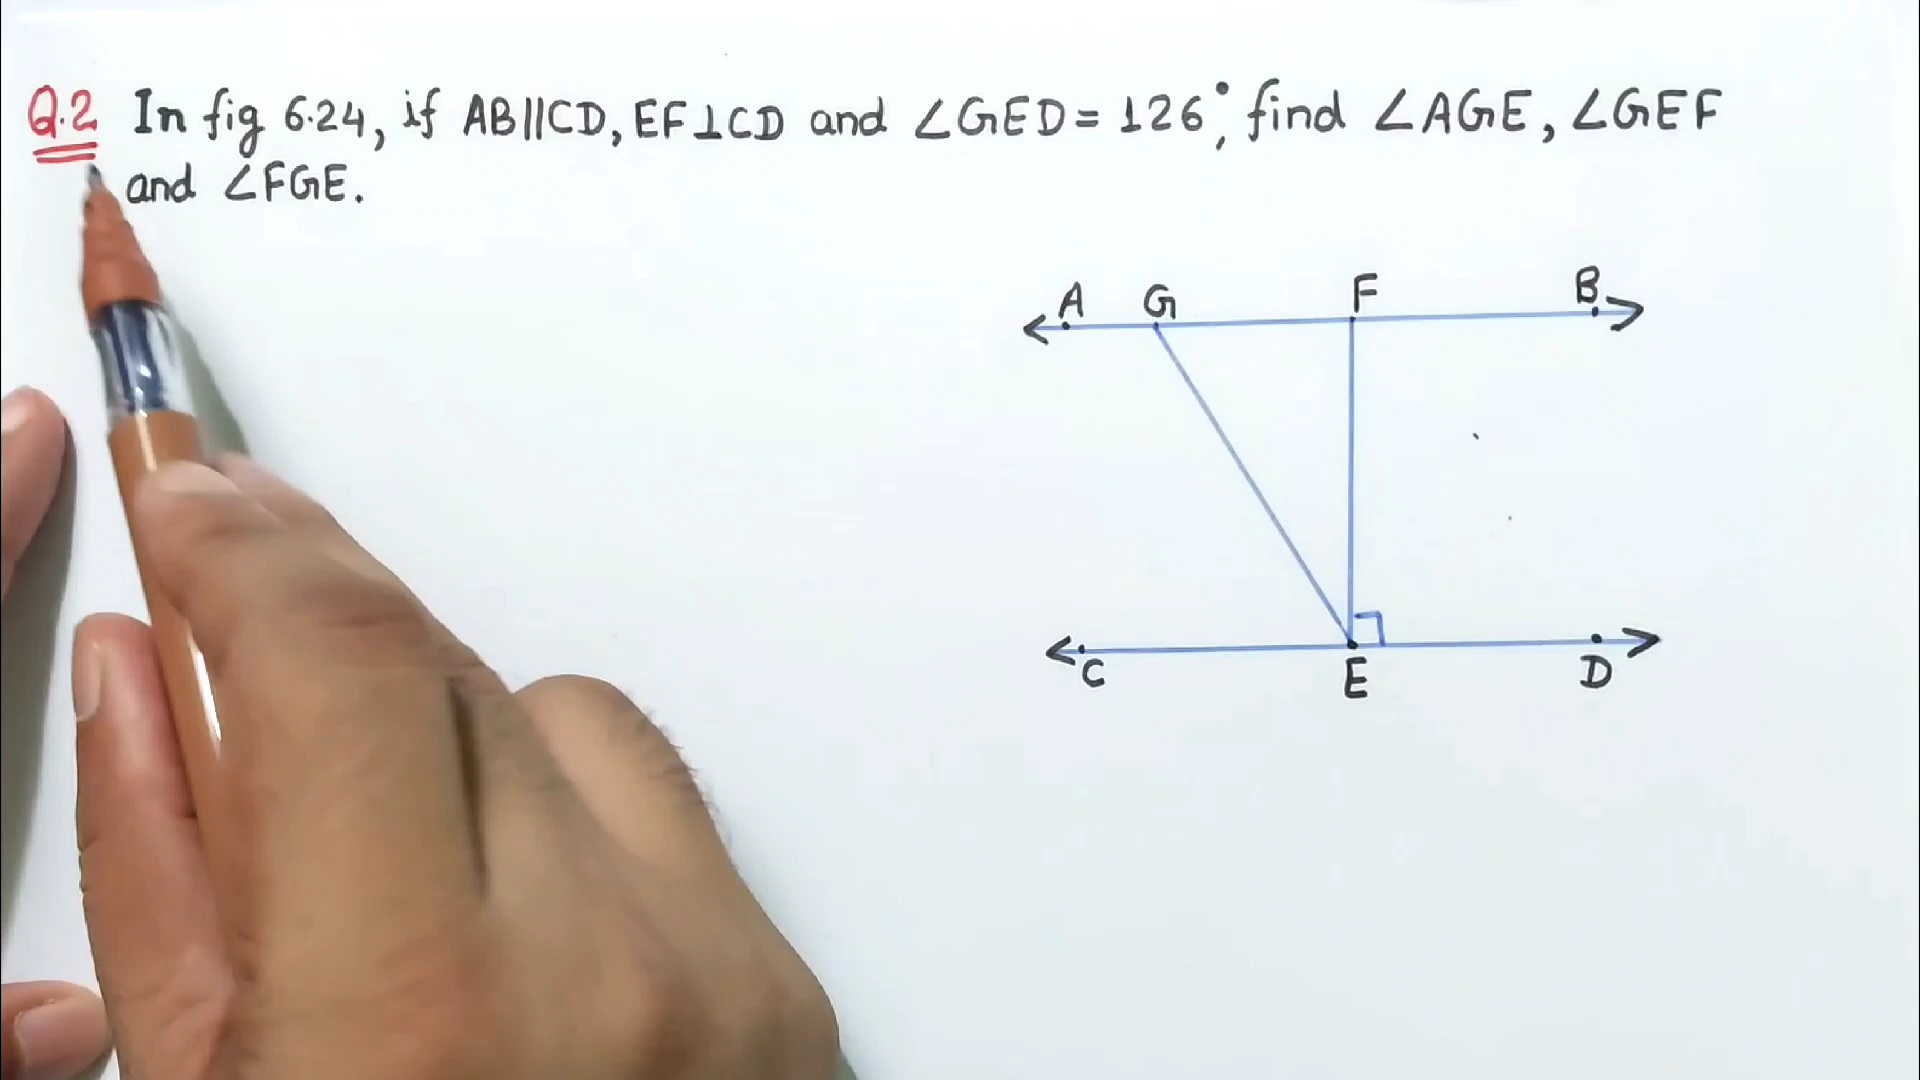 Q.2 In fig 6.24, if AB||CD, EF⊥CD and ∠GED = 126°, find ∠AGE, ∠GEF
and ∠FGE.
A G F B
C E D